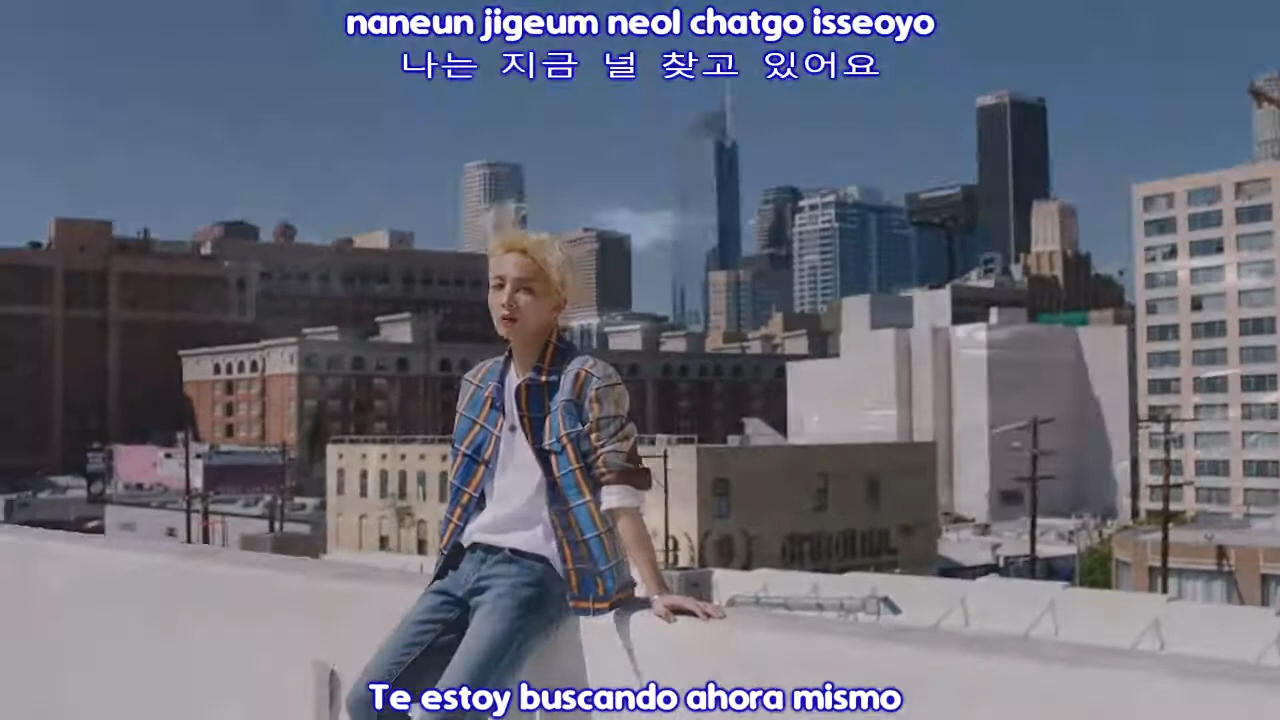 naneun jigeum neol chatgo isseoyo
나는 지금 널 찾고 있어요
Te estoy buscando ahora mismo